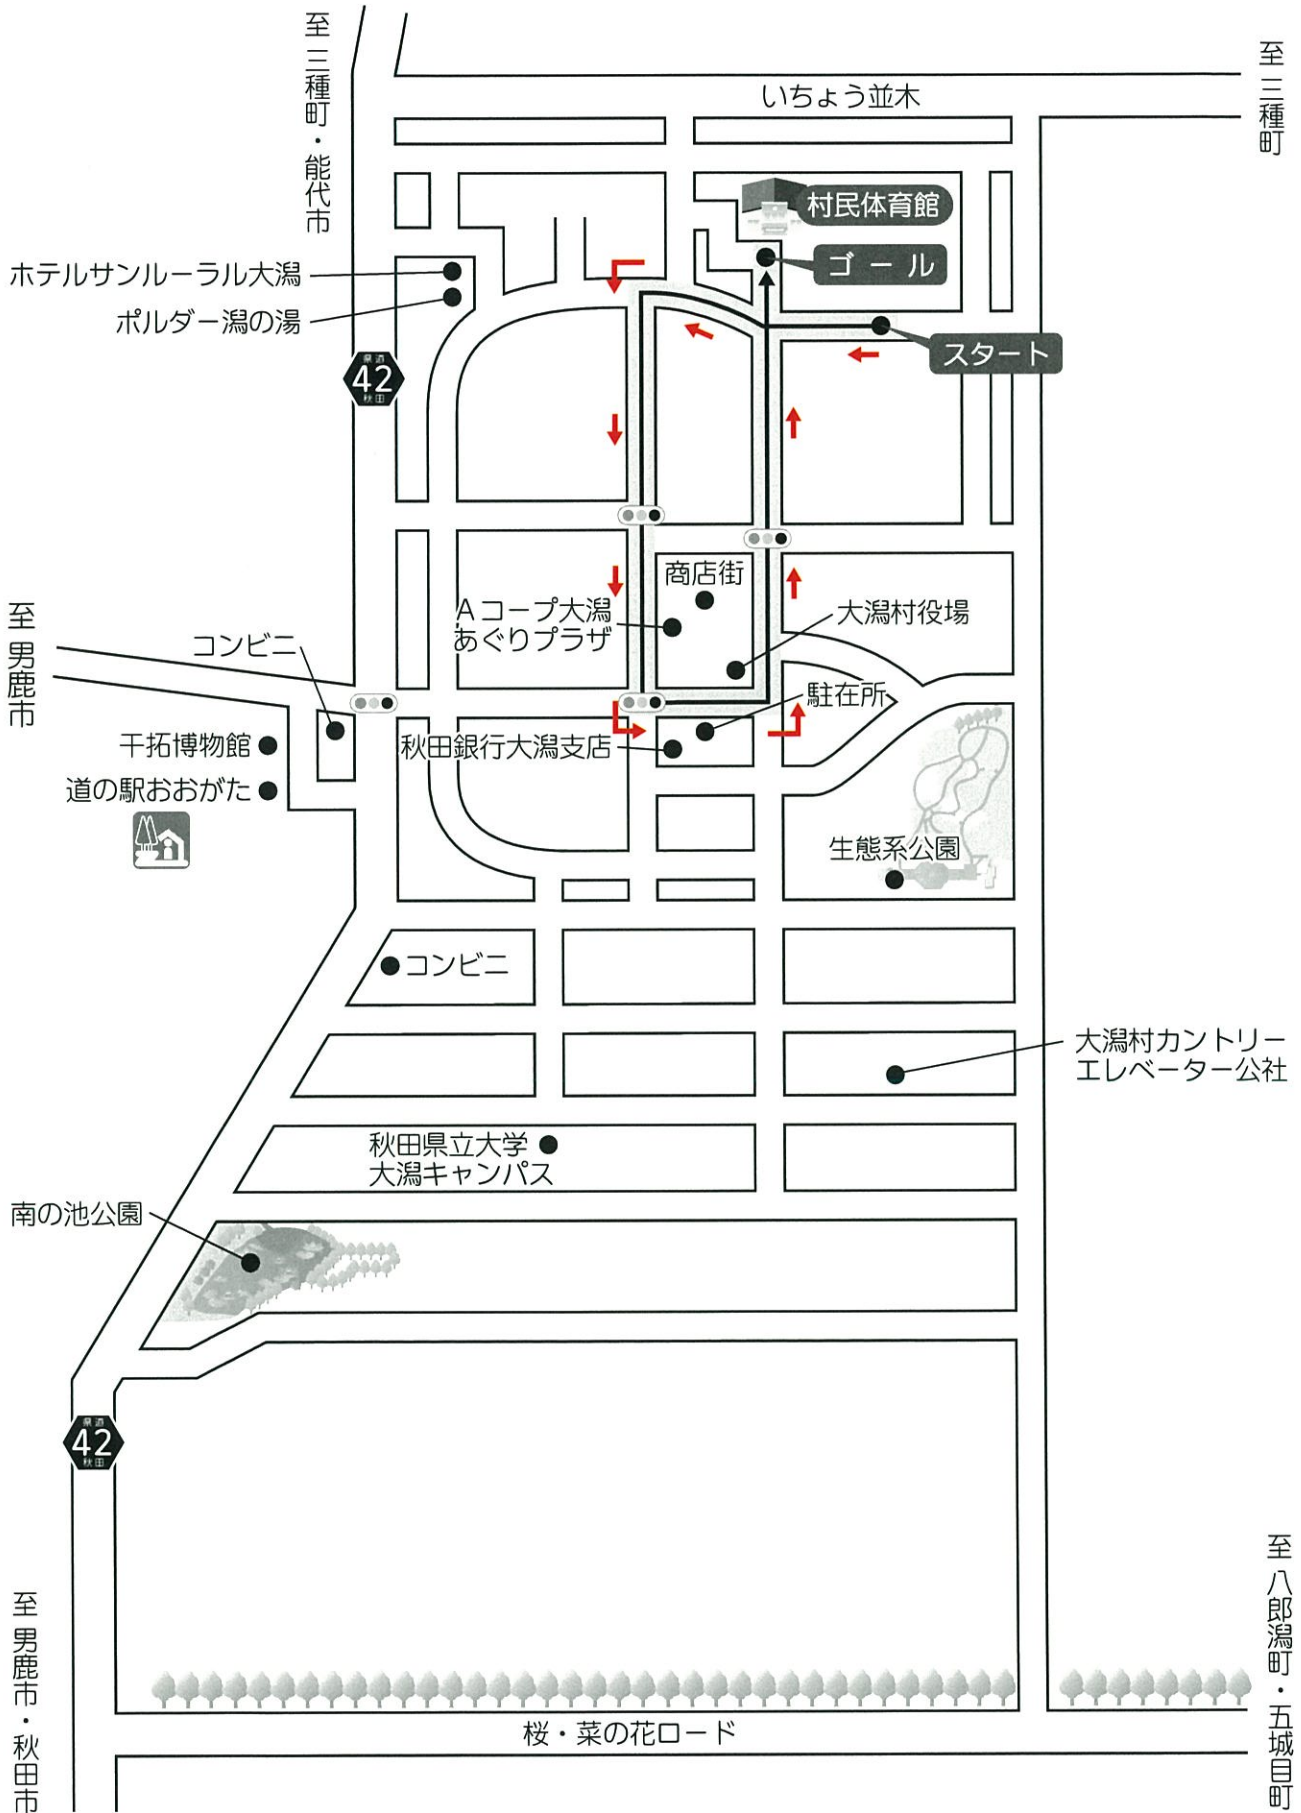 至 三種町・能代市
至 三種町
いちょう並木
村民体育館
ゴール
スタート
ホテルサンルーラル大潟
ポルダー潟の湯
県道
42
秋田
商店街
Aコープ大潟
あぐりプラザ
大潟村役場
至 男鹿市
コンビニ
駐在所
秋田銀行大潟支店
干拓博物館
道の駅おおがた
生態系公園
コンビニ
大潟村カントリー
エレベーター公社
秋田県立大学
大潟キャンパス
南の池公園
県道
42
秋田
至 男鹿市・秋田市
桜・菜の花ロード
至 八郎潟町・五城目町